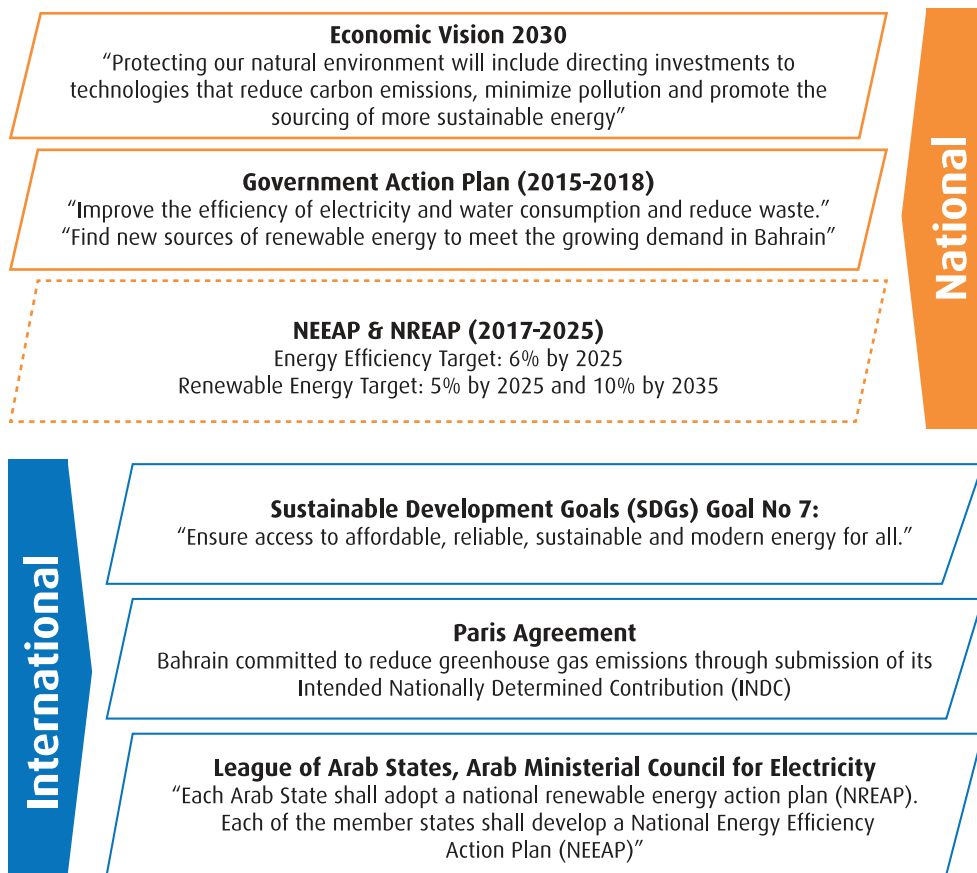 Economic Vision 2030
“Protecting our natural environment will include directing investments to
technologies that reduce carbon emissions, minimize pollution and promote the
sourcing of more sustainable energy”
Government Action Plan (2015-2018)
“Improve the efficiency of electricity and water consumption and reduce waste.”
“Find new sources of renewable energy to meet the growing demand in Bahrain”
NEEAP & NREAP (2017-2025)
Energy Efficiency Target: 6% by 2025
Renewable Energy Target: 5% by 2025 and 10% by 2035
National
International
Sustainable Development Goals (SDGs) Goal No 7:
“Ensure access to affordable, reliable, sustainable and modern energy for all.”
Paris Agreement
Bahrain committed to reduce greenhouse gas emissions through submission of its
Intended Nationally Determined Contribution (INDC)
League of Arab States, Arab Ministerial Council for Electricity
“Each Arab State shall adopt a national renewable energy action plan (NREAP).
Each of the member states shall develop a National Energy Efficiency
Action Plan (NEEAP)”